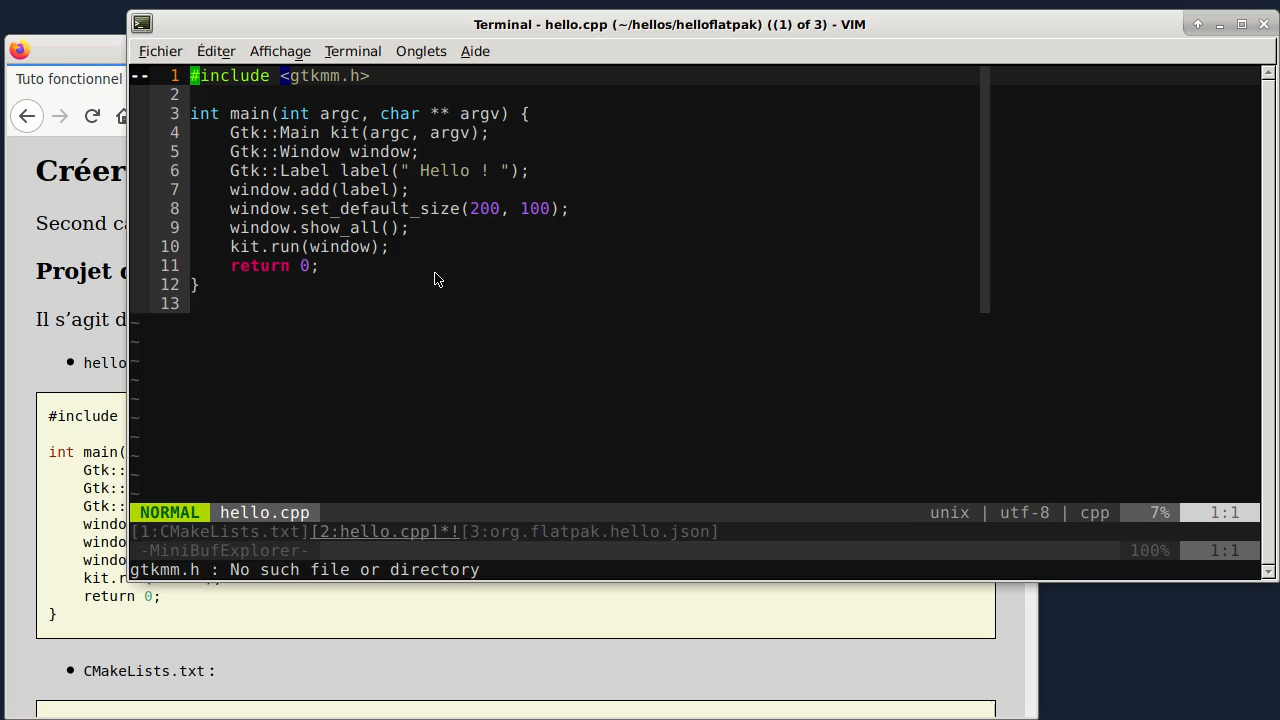 Terminal - hello.cpp (~/hellos/helloflatpak) ((1) of 3) - VIM
Fichier Éditer Affichage Terminal Onglets Aide
-- 1 #include <gtkmm.h>
2
3 int main(int argc, char ** argv) {
4     Gtk::Main kit(argc, argv);
5     Gtk::Window window;
6     Gtk::Label label(" Hello ! ");
7     window.add(label);
8     window.set_default_size(200, 100);
9     window.show_all();
10     kit.run(window);
11     return 0;
12 }
13
~
~
~
~
~
~
~
~
~
~
NORMAL hello.cpp unix | utf-8 | cpp 7% 1:1
[1:CMakeLists.txt][2:hello.cpp]*![3:org.flatpak.hello.json]
-MiniBufExplorer- 100% 1:1
gtkmm.h : No such file or directory
Tuto fonctionnel
Créer
Second
Projet
Il s’agit
• hello
#include
int main(
Gtk::
Gtk::
Gtk::
windo
windo
windo
kit.r
return 0;
}
• CMakeLists.txt :